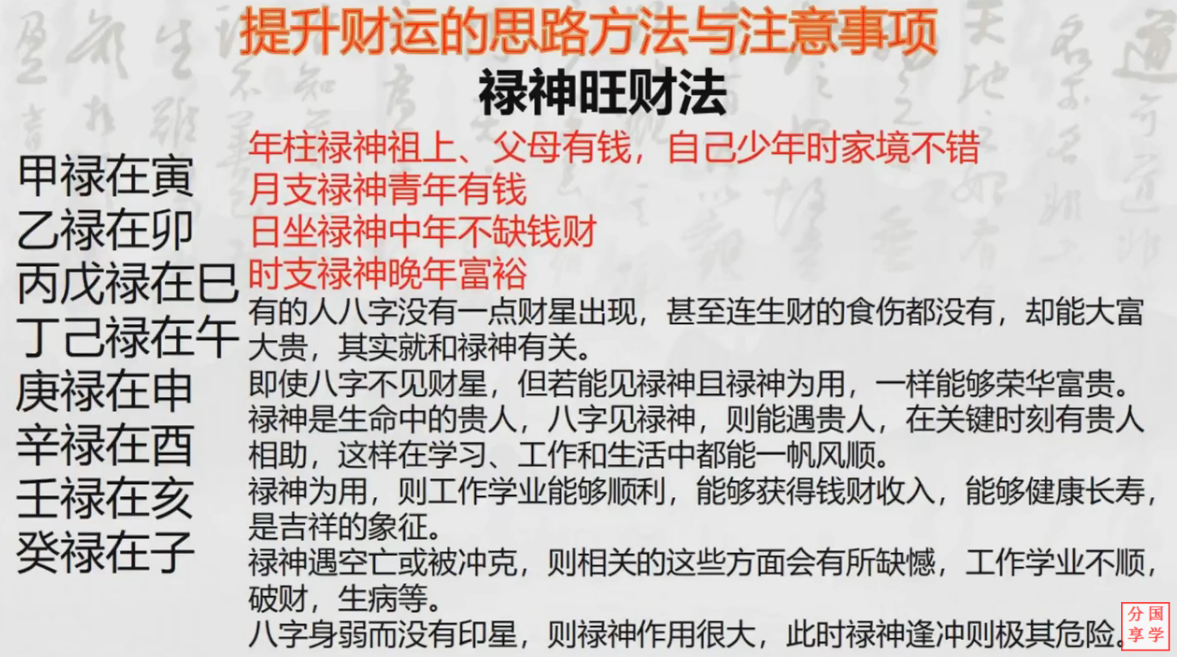 提升财运的思路方法与注意事项
禄神旺财法
甲禄在寅
乙禄在卯
丙戊禄在巳
丁己禄在午
庚禄在申
辛禄在酉
壬禄在亥
癸禄在子
年柱禄神祖上、父母有钱，自己少年时家境不错
月支禄神青年有钱
日坐禄神中年不缺钱财
时支禄神晚年富裕
有的人八字没有一点财星出现，甚至连生财的食伤都没有，却能大富
大贵，其实就和禄神有关。
即使八字不见财星，但若能见禄神且禄神为用，一样能够荣华富贵。
禄神是生命中的贵人，八字见禄神，则能遇贵人，在关键时刻有贵人
相助，这样在学习、工作和生活中都能一帆风顺。
禄神为用，则工作学业能够顺利，能够获得钱财收入，能够健康长寿，
是吉祥的象征。
禄神遇空亡或被冲克，则相关的这些方面会有所缺憾，工作学业不顺，
破财，生病等。
八字身弱而没有印星，则禄神作用很大，此时禄神逢冲则极其危险。
国学
分享